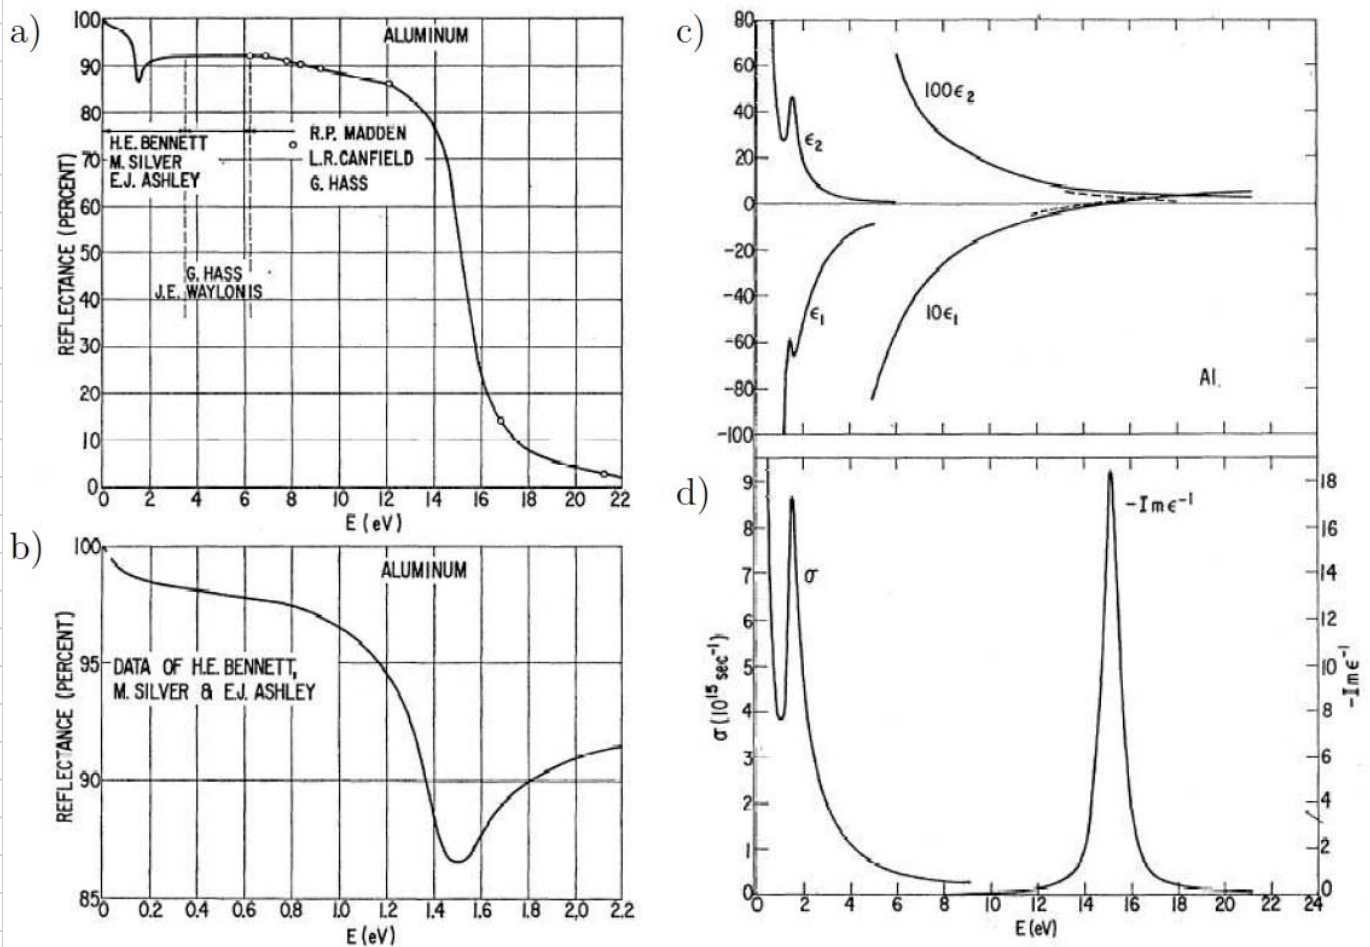 a)
100
90
80
70
60
50
40
30
20
10
0
REFLECTANCE (PERCENT)
ALUMINUM
H.E. BENNETT
M. SILVER
E.J. ASHLEY
R.P. MADDEN
L.R. CANFIELD
G. HASS
G. HASS
J.E. WAYLONIS
0 2 4 6 8 10 12 14 16 18 20 22
E (eV)
b)
100
95
90
85
REFLECTANCE (PERCENT)
ALUMINUM
DATA OF H.E. BENNETT,
M. SILVER & E.J. ASHLEY
0 0.2 0.4 0.6 0.8 1.0 1.2 1.4 1.6 1.8 2.0 2.2
E (eV)
c)
80
60
40
20
0
-20
-40
-60
-80
-100
100ϵ2
ϵ2
ϵ1
10ϵ1
Al
d)
9
8
7
6
5
4
3
2
1
0
σ (10^15 sec^-1)
σ
-Im ϵ^-1
18
16
14
12
10
8
6
4
2
0
-Im ϵ^-1
0 2 4 6 8 10 12 14 16 18 20 22 24
E (eV)